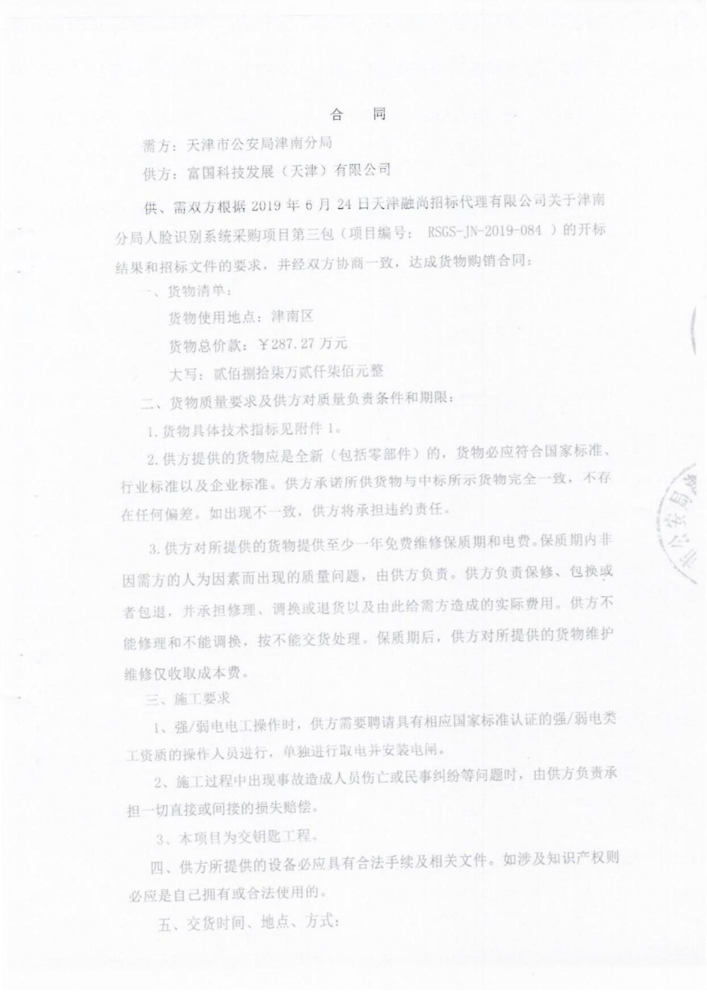 合 同
需方：天津市公安局津南分局
供方：富国科技发展（天津）有限公司
供、需双方根据 2019 年 6 月 24 日天津融尚招标代理有限公司关于津南
分局人脸识别系统采购项目第三包（项目编号： RSGS-JN-2019-084 ）的开标
结果和招标文件的要求，并经双方协商一致，达成货物购销合同：
一、货物清单：
货物使用地点：津南区
货物总价款：￥287.27 万元
大写：贰佰捌拾柒万贰仟柒佰元整
二、货物质量要求及供方对质量负责条件和期限：
1.货物具体技术指标见附件 1。
2.供方提供的货物应是全新（包括零部件）的，货物必应符合国家标准、
行业标准以及企业标准。供方承诺所供货物与中标所示货物完全一致，不存
在任何偏差。如出现不一致，供方将承担违约责任。
3.供方对所提供的货物提供至少一年免费维修保质期和电费。保质期内非
因需方的人为因素而出现的质量问题，由供方负责。供方负责保修、包换或
者包退，并承担修理、调换或退货以及由此给需方造成的实际费用。供方不
能修理和不能调换，按不能交货处理。保质期后，供方对所提供的货物维护
维修仅收取成本费。
三、施工要求
1、强/弱电电工操作时，供方需要聘请具有相应国家标准认证的强/弱电类
工资质的操作人员进行，单独进行取电并安装电闸。
2、施工过程中出现事故造成人员伤亡或民事纠纷等问题时，由供方负责承
担一切直接或间接的损失赔偿。
3、本项目为交钥匙工程。
四、供方所提供的设备必应具有合法手续及相关文件。如涉及知识产权则
必应是自己拥有或合法使用的。
五、交货时间、地点、方式：
市公安局